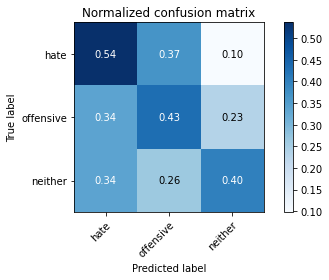 Normalized confusion matrix
True label
hate 0.54 0.37 0.10
offensive 0.34 0.43 0.23
neither 0.34 0.26 0.40
hate offensive neither
Predicted label
0.50
0.45
0.40
0.35
0.30
0.25
0.20
0.15
0.10